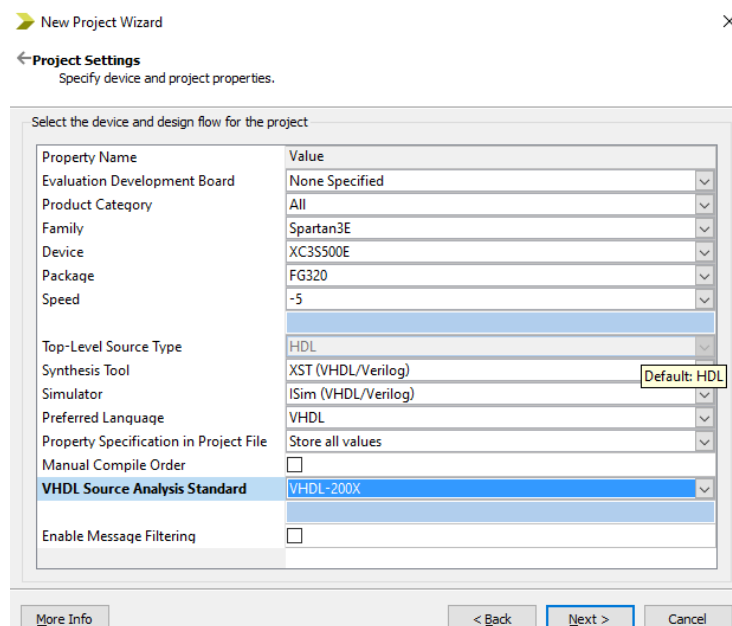 New Project Wizard
Project Settings
Specify device and project properties.
Select the device and design flow for the project
Property Name Value
Evaluation Development Board None Specified
Product Category All
Family Spartan3E
Device XC3S500E
Package FG320
Speed -5
Top-Level Source Type HDL
Synthesis Tool XST (VHDL/Verilog)
Default: HDL
Simulator ISim (VHDL/Verilog)
Preferred Language VHDL
Property Specification in Project File Store all values
Manual Compile Order
VHDL Source Analysis Standard VHDL-200X
Enable Message Filtering
More Info < Back Next > Cancel